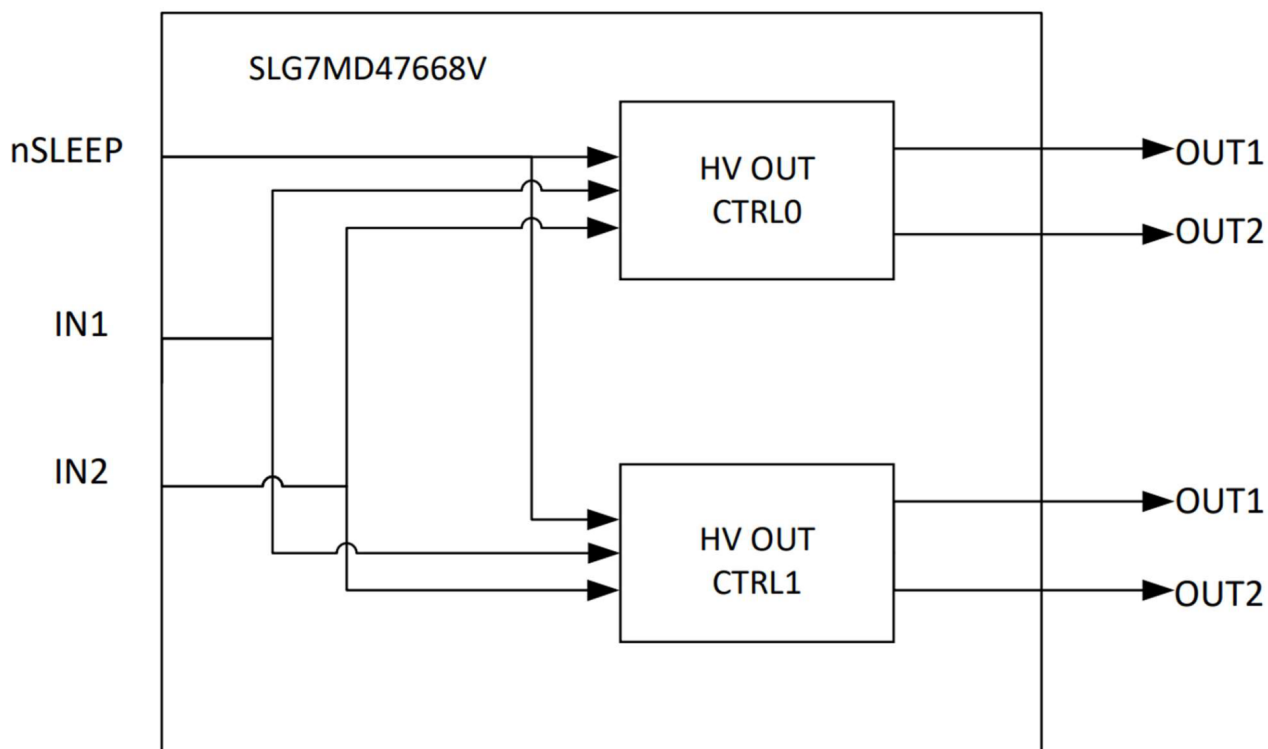 SLG7MD47668V
nSLEEP
HV OUT
CTRL0
OUT1
OUT2
IN1
IN2
HV OUT
CTRL1
OUT1
OUT2